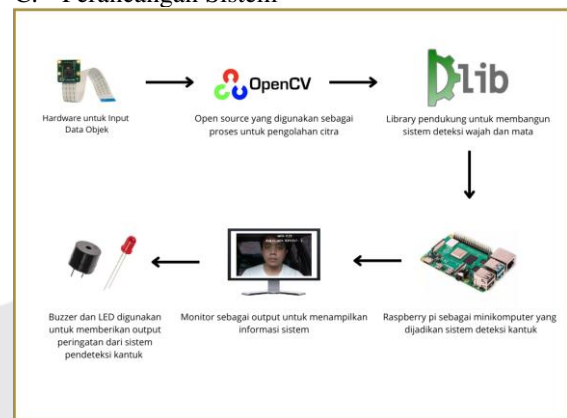 C. Perancangan Sistem
OpenCV
Dlib
Hardware untuk Input
Data Objek
Open source yang digunakan sebagai
proses untuk pengolahan citra
Library pendukung untuk membangun
sistem deteksi wajah dan mata
Buzzer dan LED digunakan
untuk memberikan output
peringatan dari sistem
pendeteksi kantuk
Monitor sebagai output untuk menampilkan
informasi sistem
Raspberry pi sebagai minikomputer yang
dijadikan sistem deteksi kantuk